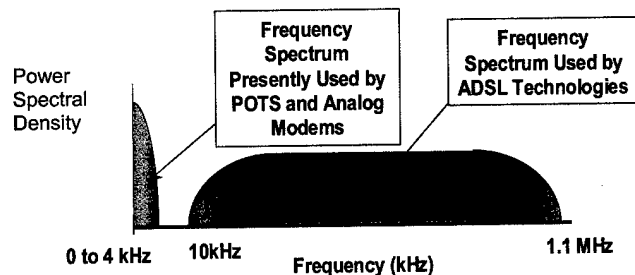 Frequency
Spectrum
Presently Used by
POTS and Analog
Modems
Frequency
Spectrum Used by
ADSL Technologies
Power
Spectral
Density
0 to 4 kHz
10kHz
Frequency (kHz)
1.1 MHz